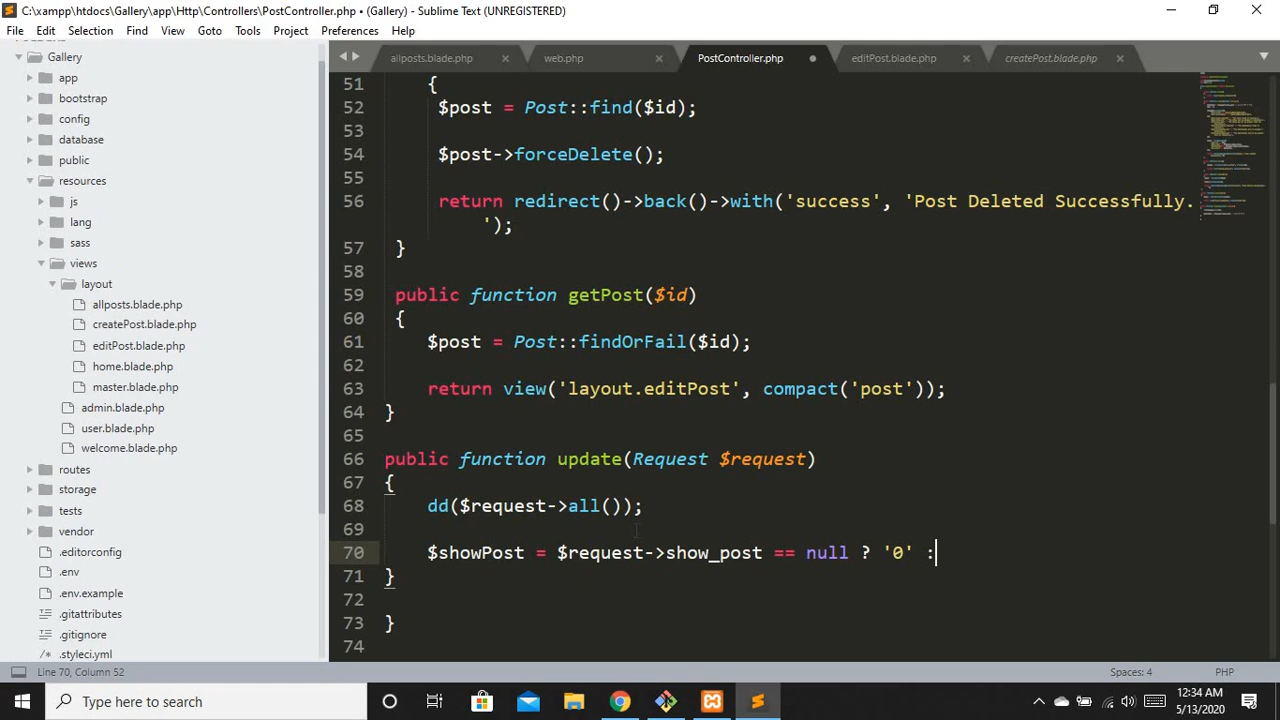 C:\xampp\htdocs\Gallery\app\Http\Controllers\PostController.php • (Gallery) - Sublime Text (UNREGISTERED)
File Edit Selection Find View Goto Tools Project Preferences Help
allposts.blade.php web.php PostController.php editPost.blade.php createPost.blade.php
Gallery
app
bootstrap
config
database
public
resources
js
lang
sass
views
layout
allposts.blade.php
createPost.blade.php
editPost.blade.php
home.blade.php
master.blade.php
admin.blade.php
user.blade.php
welcome.blade.php
routes
storage
tests
vendor
.editorconfig
.env
.env.example
.gitattributes
.gitignore
.styleci.yml
51 {
52 $post = Post::find($id);
53
54 $post->forceDelete();
55
56 return redirect()->back()->with('success', 'Post Deleted Successfully.
');
57 }
58
59 public function getPost($id)
60 {
61 $post = Post::findOrFail($id);
62
63 return view('layout.editPost', compact('post'));
64 }
65
66 public function update(Request $request)
67 {
68 dd($request->all());
69
70 $showPost = $request->show_post == null ? '0' :
71 }
72
73 }
74
Line 70, Column 52 Spaces: 4 PHP
Type here to search
12:34 AM
5/13/2020